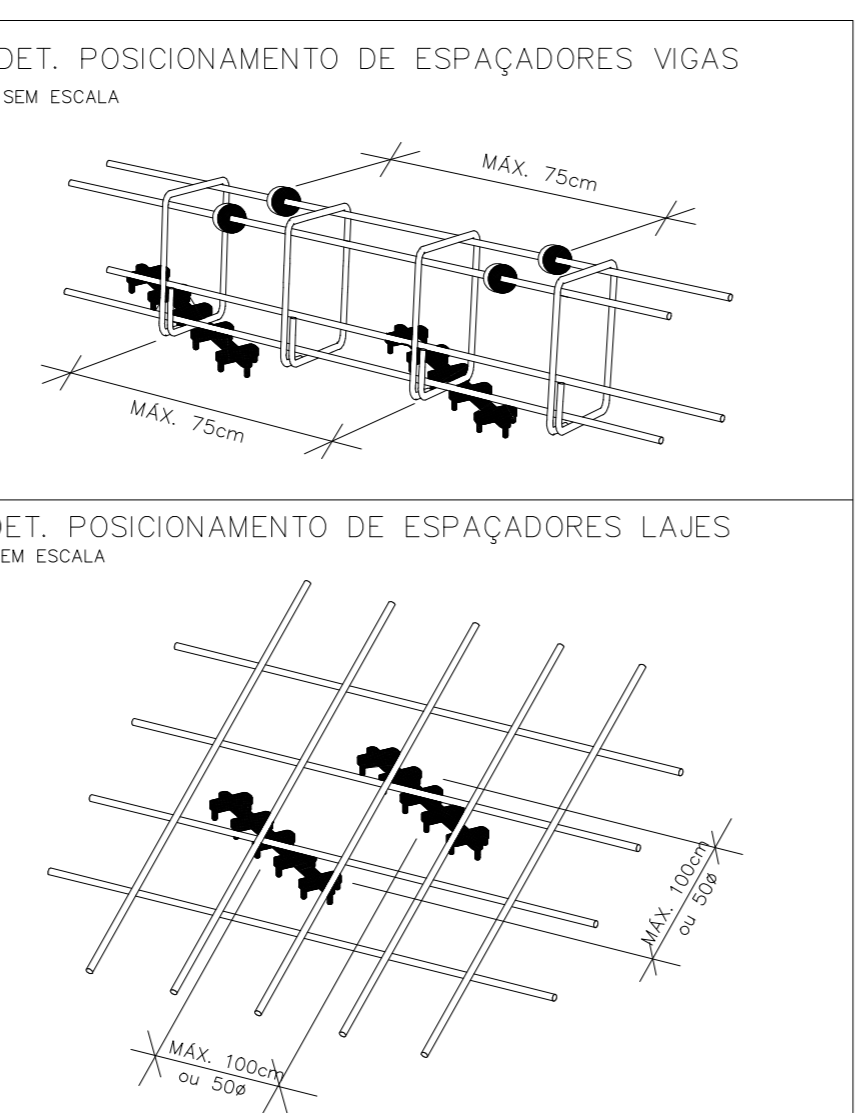 DET. POSICIONAMENTO DE ESPAÇADORES VIGAS
SEM ESCALA
MÁX. 75cm
MÁX. 75cm
DET. POSICIONAMENTO DE ESPAÇADORES LAJES
SEM ESCALA
MÁX. 100cm
ou 50ø
MÁX. 100cm
ou 50ø